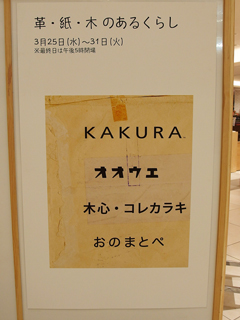 革・紙・木 のあるくらし
3月25日(水)~31日(火)
※最終日は午後5時閉場
KAKURA
オオウエ
木心・コレカラキ
おのまとぺ